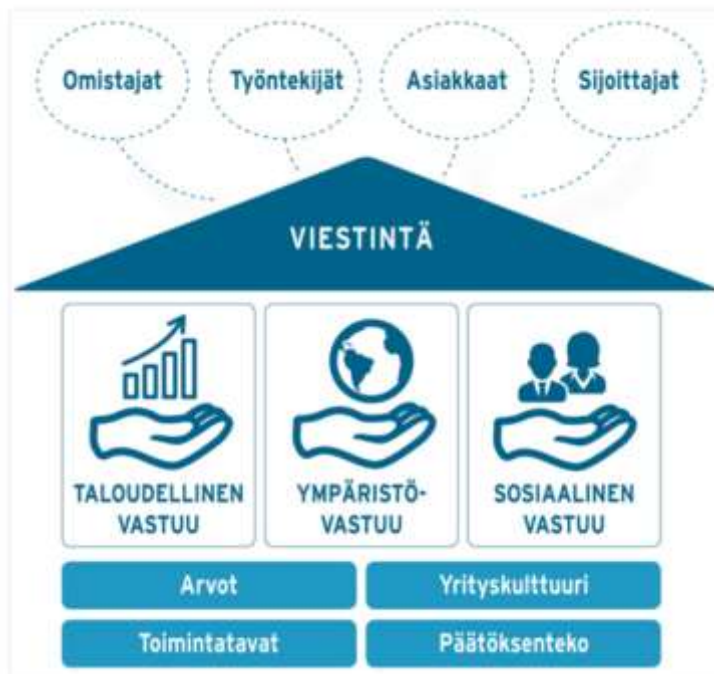 Omistajat
Työntekijät
Asiakkaat
Sijoittajat
VIESTINTÄ
TALOUDELLINEN
VASTUU
YMPÄRISTÖ-
VASTUU
SOSIAALINEN
VASTUU
Arvot
Yrityskulttuuri
Toimintatavat
Päätöksenteko